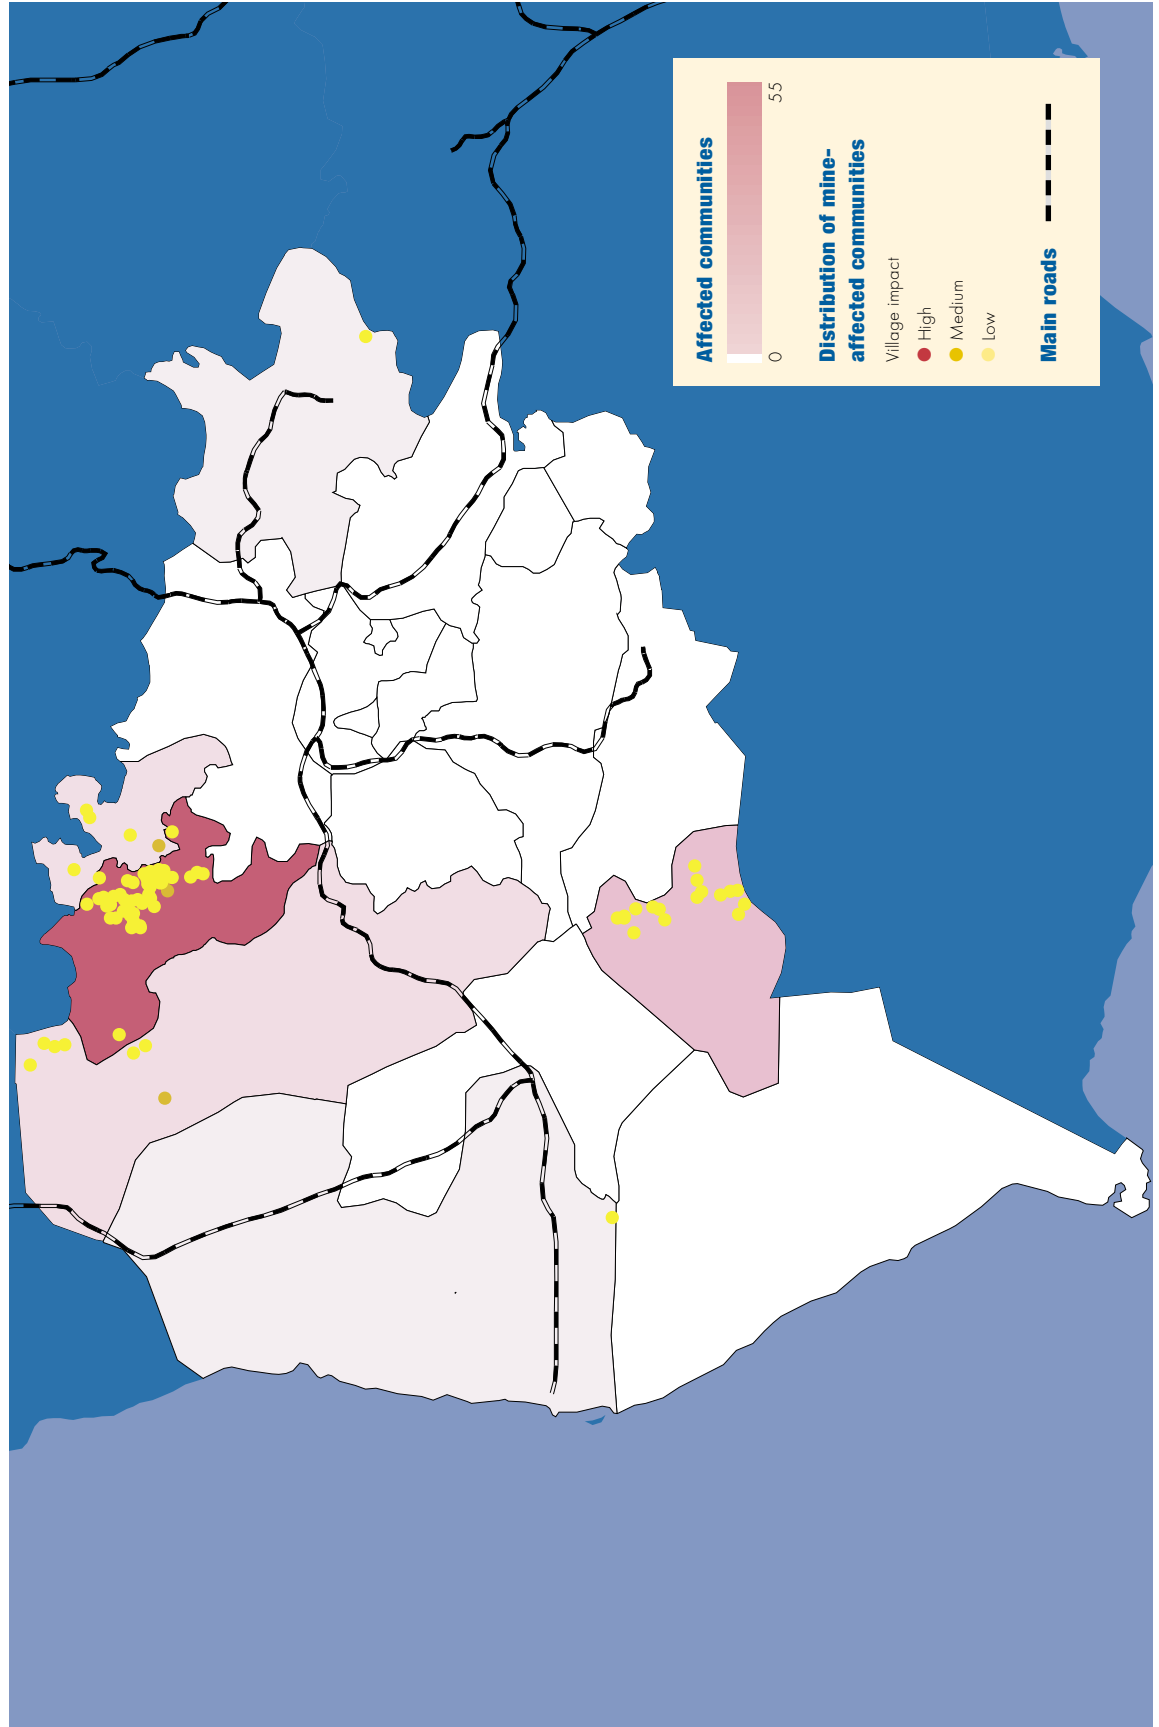 Affected communities
0
55
Distribution of mine-
affected communities
Village impact
High
Medium
Low
Main roads